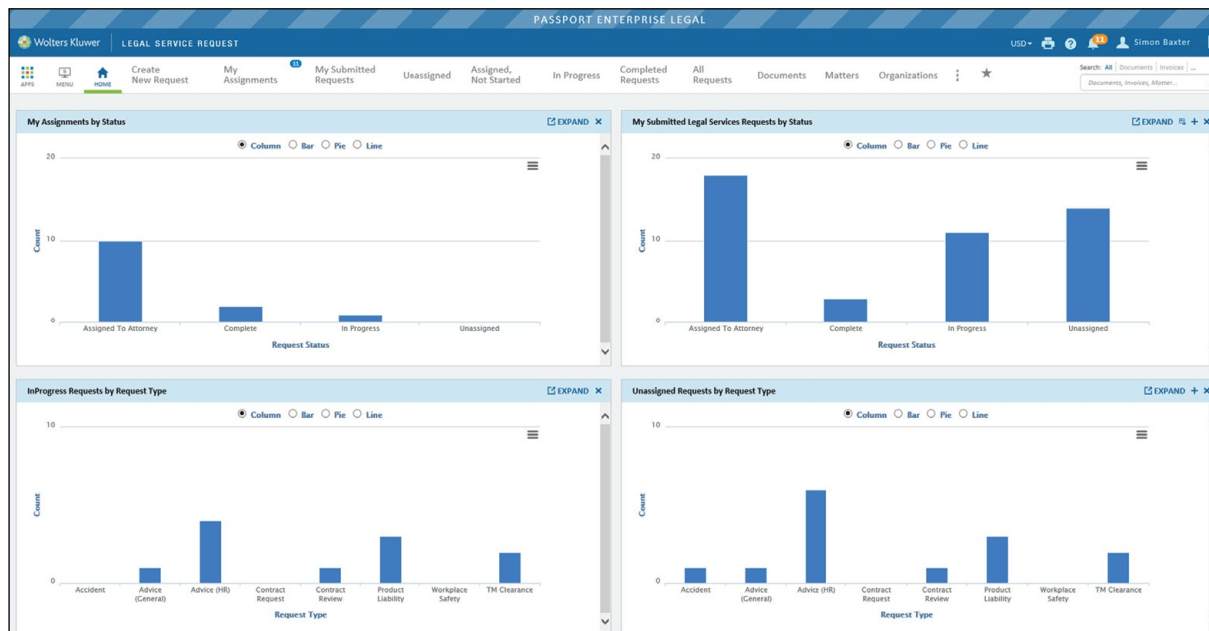 PASSPORT ENTERPRISE LEGAL
Wolters Kluwer LEGAL SERVICE REQUEST
USD 11 Simon Baxter
APPS
MENU
HOME
Create
New Request
My
Assignments
11
My Submitted
Requests
Unassigned
Assigned,
Not Started
In Progress
Completed
Requests
All
Requests
Documents
Matters
Organizations
Search: All | Documents | Invoices | ...
Documents, Invoices, Matter...
My Assignments by Status
EXPAND
Column Bar Pie Line
20
10
0
Count
Assigned To Attorney Complete In Progress Unassigned
Request Status
My Submitted Legal Services Requests by Status
EXPAND
Column Bar Pie Line
20
10
0
Count
Assigned To Attorney Complete In Progress Unassigned
Request Status
InProgress Requests by Request Type
EXPAND
Column Bar Pie Line
10
0
Count
Accident
Advice
(General)
Advice (HR)
Contract
Request
Contract
Review
Product
Liability
Workplace
Safety
TM Clearance
Request Type
Unassigned Requests by Request Type
EXPAND
Column Bar Pie Line
10
0
Count
Accident
Advice
(General)
Advice (HR)
Contract
Request
Contract
Review
Product
Liability
Workplace
Safety
TM Clearance
Request Type